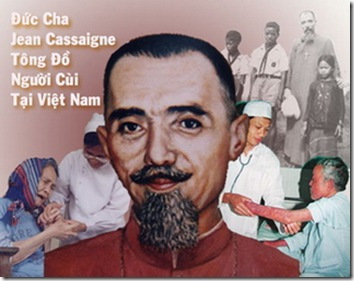 Đức Cha
Jean Cassaigne
Tông Đồ
Người Cùi
Tại Việt Nam